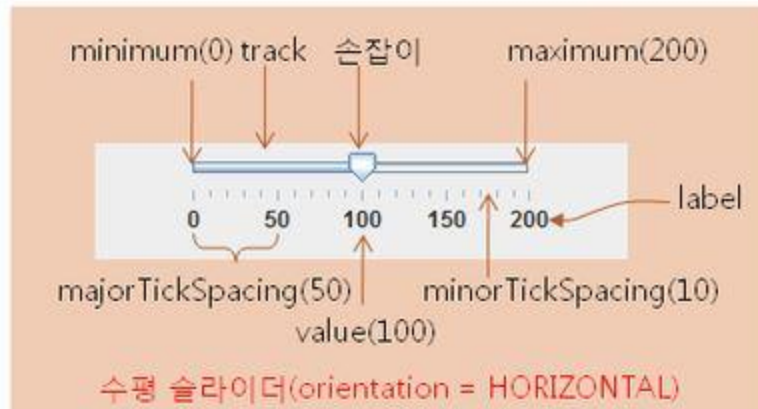 minimum(0) track 손잡이 maximum(200)
label
0 50 100 150 200
majorTickSpacing(50) minorTickSpacing(10)
value(100)
수평 슬라이더(orientation = HORIZONTAL)